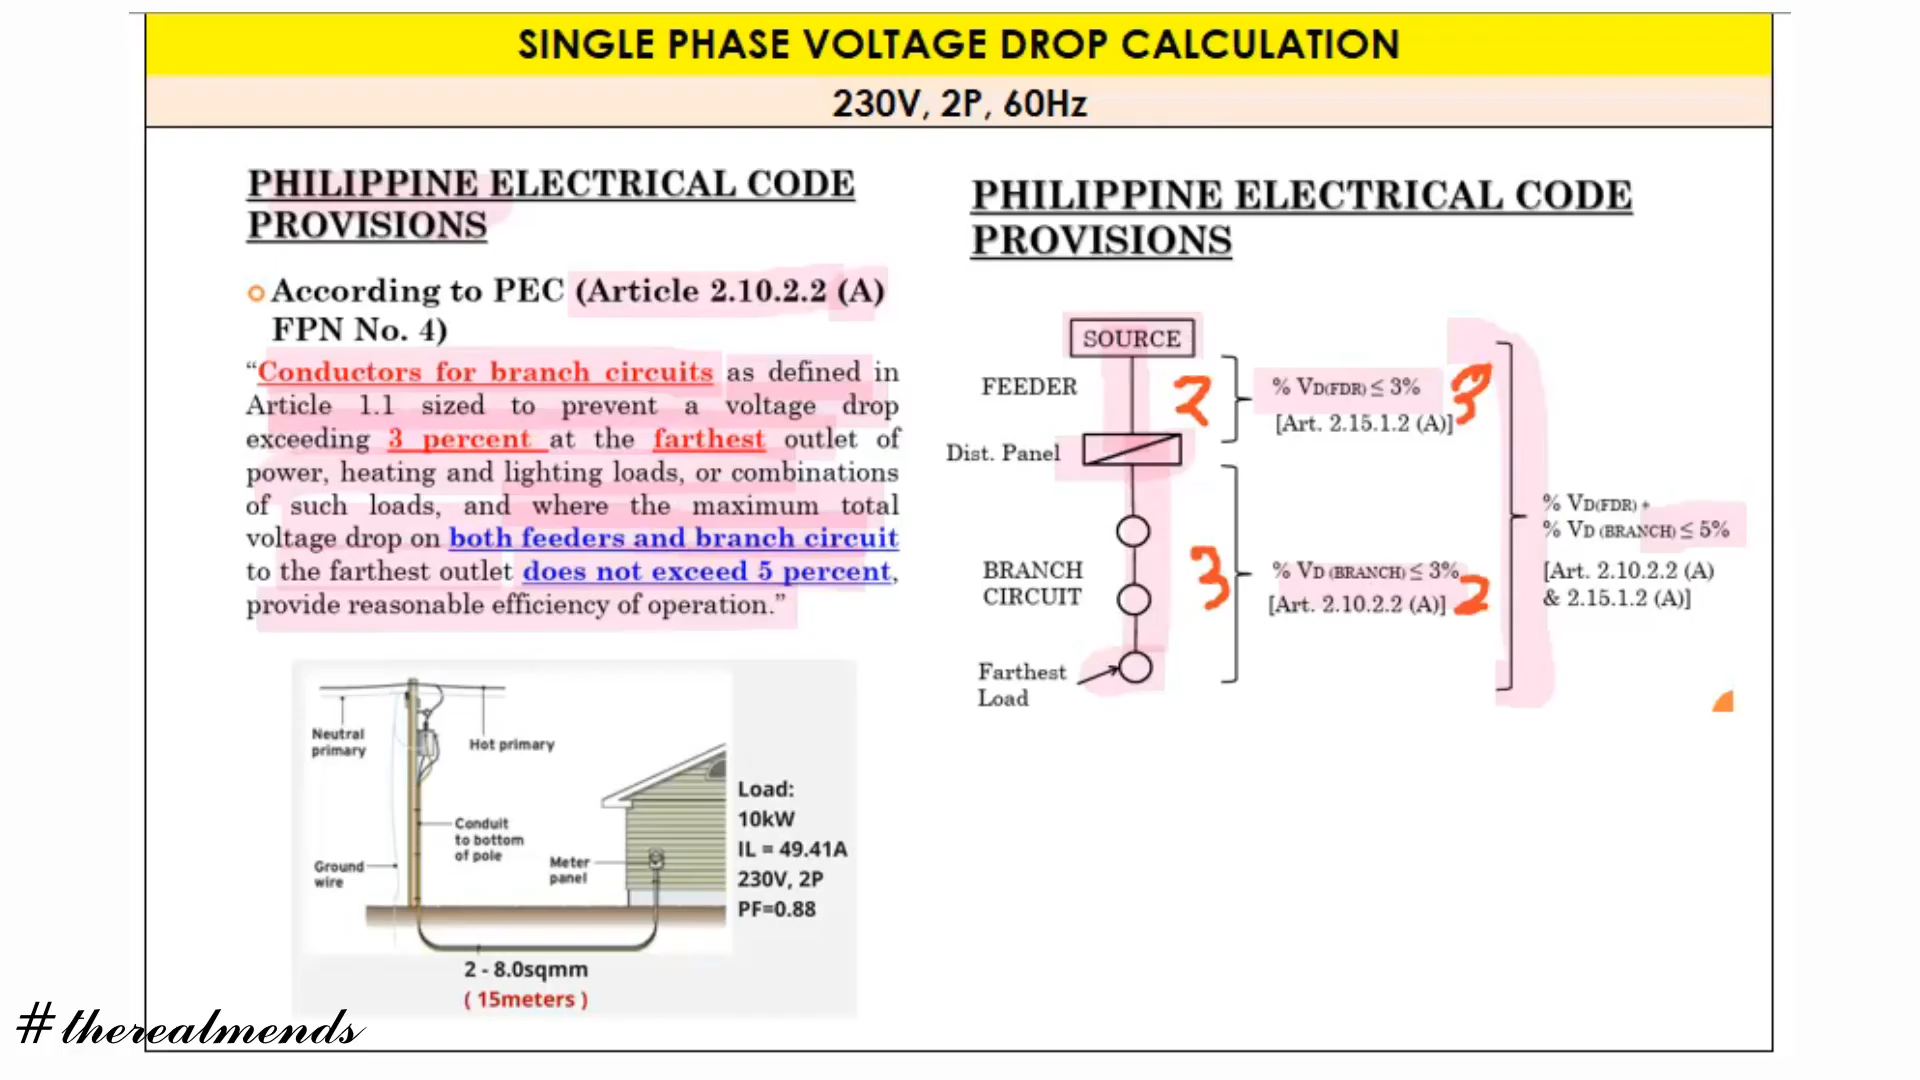 SINGLE PHASE VOLTAGE DROP CALCULATION
230V, 2P, 60Hz
PHILIPPINE ELECTRICAL CODE
PROVISIONS
According to PEC (Article 2.10.2.2 (A)
FPN No. 4)
“Conductors for branch circuits as defined in
Article 1.1 sized to prevent a voltage drop
exceeding 3 percent at the farthest outlet of
power, heating and lighting loads, or combinations
of such loads, and where the maximum total
voltage drop on both feeders and branch circuit
to the farthest outlet does not exceed 5 percent,
provide reasonable efficiency of operation.”
Neutral
primary
Hot primary
Conduit
to bottom
of pole
Ground
wire
Meter
panel
Load:
10kW
IL = 49.41A
230V, 2P
PF=0.88
2 - 8.0sqmm
( 15meters )
PHILIPPINE ELECTRICAL CODE
PROVISIONS
SOURCE
FEEDER
2
% VD(FDR) ≤ 3%
3
[Art. 2.15.1.2 (A)]
Dist. Panel
BRANCH
CIRCUIT
3
% VD (BRANCH) ≤ 3%
[Art. 2.10.2.2 (A)]
2
Farthest
Load
% VD(FDR) +
% VD (BRANCH) ≤ 5%
[Art. 2.10.2.2 (A)
& 2.15.1.2 (A)]
#therealmends